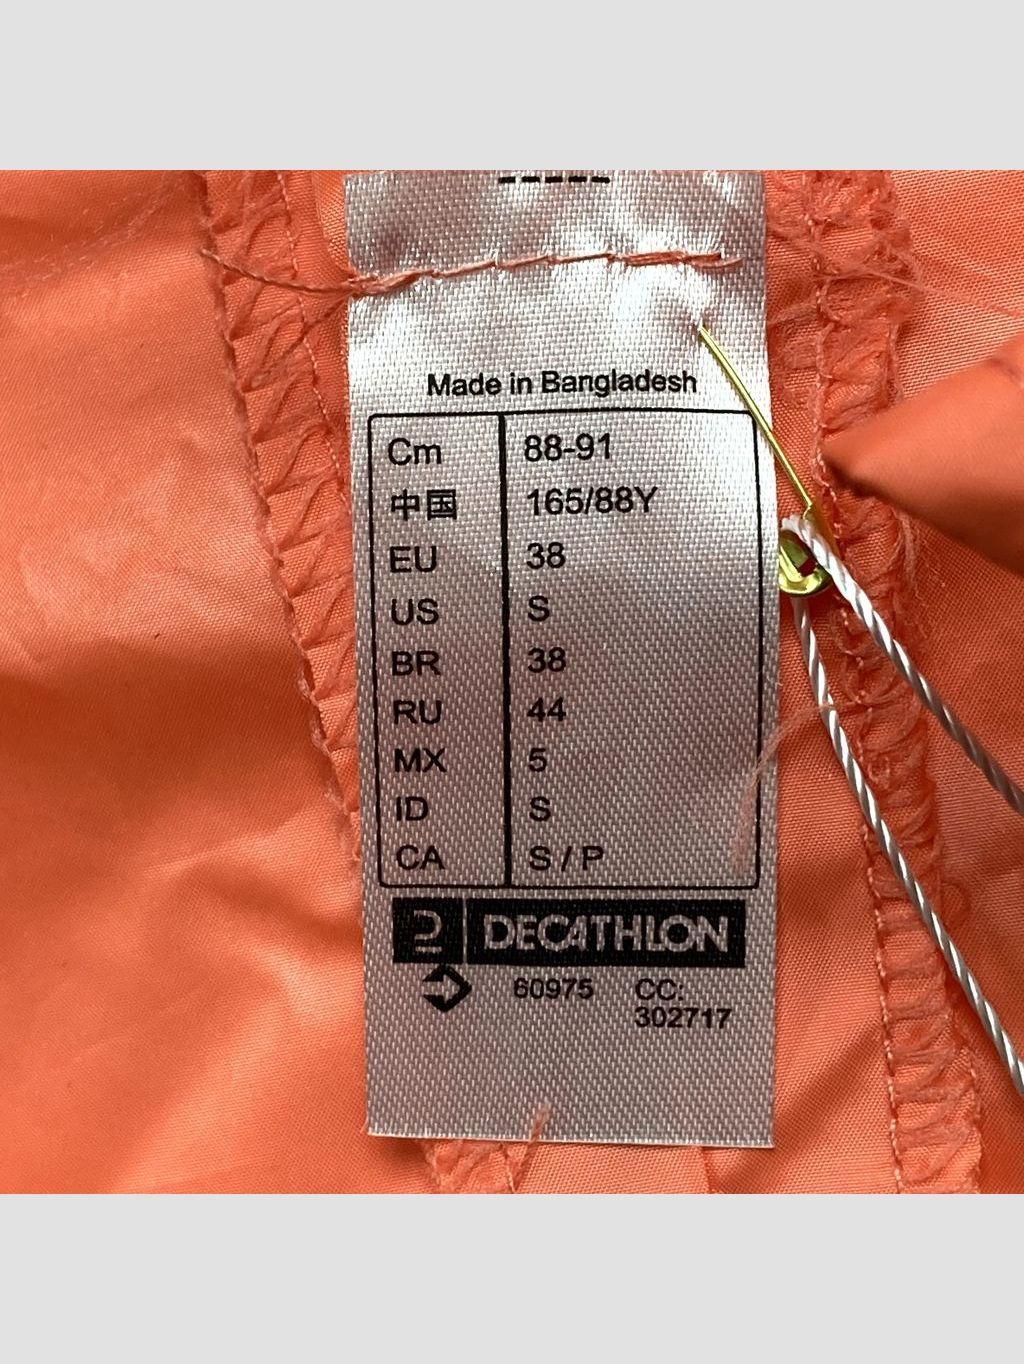 Made in Bangladesh
Cm 88-91
中国 165/88Y
EU 38
US S
BR 38
RU 44
MX 5
ID S
CA S / P
DECATHLON
60975 CC:
302717